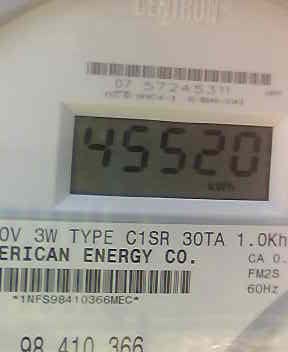 CENTRON
07 57245311
45520
kWh
0V 3W TYPE C1SR 30TA 1.0Kh
ERICAN ENERGY CO.
CA 0.
FM2S
60Hz
*1NFS98410366MEC*
98 410 366